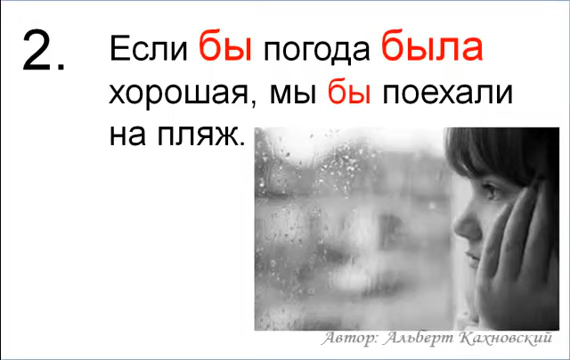 2. Если бы погода была
хорошая, мы бы поехали
на пляж.
Автор: Альберт Кахновский